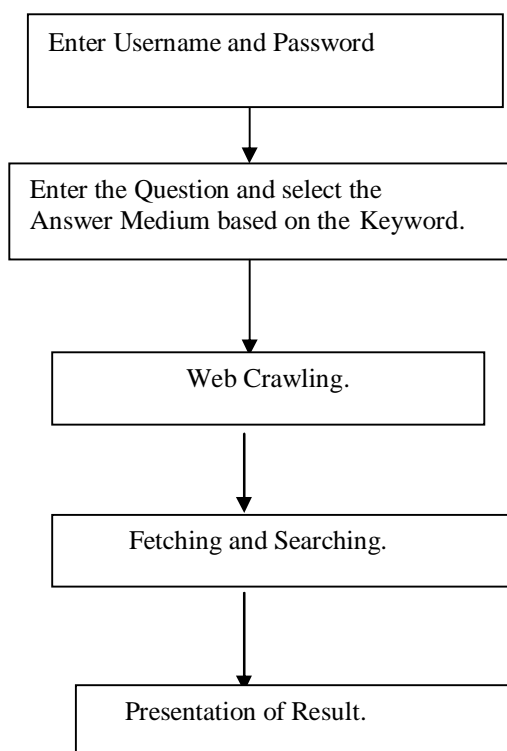 Enter Username and Password
Enter the Question and select the
Answer Medium based on the Keyword.
Web Crawling.
Fetching and Searching.
Presentation of Result.